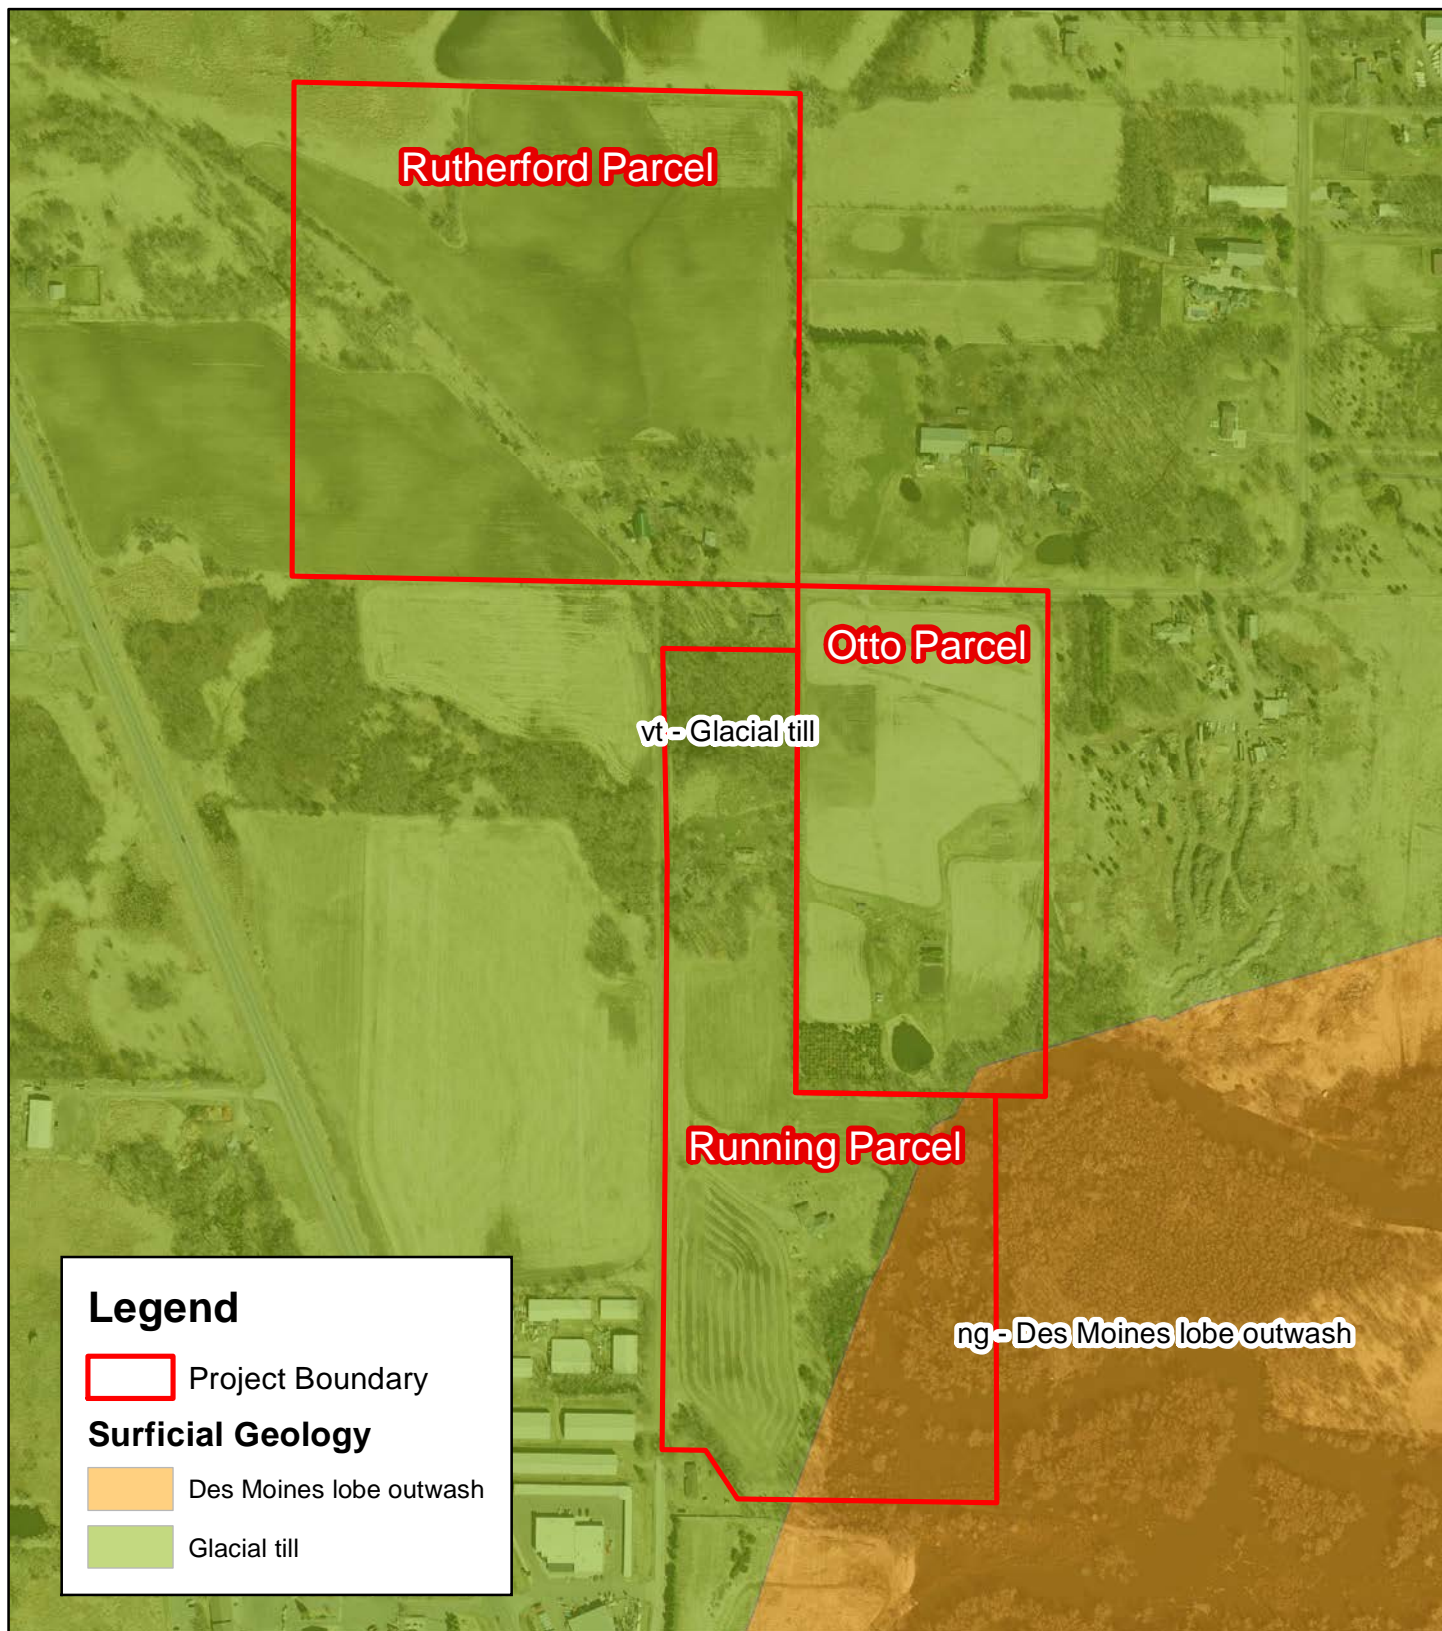 Rutherford Parcel
Otto Parcel
vt - Glacial till
Running Parcel
ng - Des Moines lobe outwash
Legend
Project Boundary
Surficial Geology
Des Moines lobe outwash
Glacial till